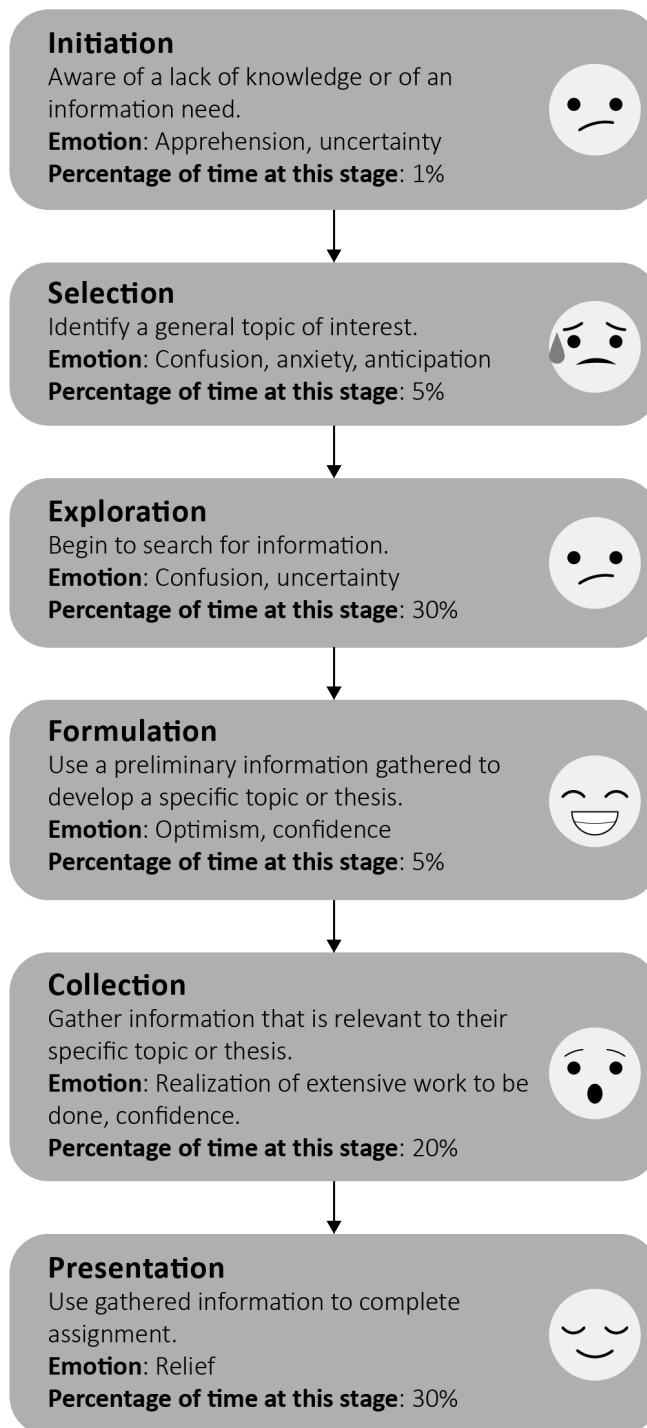 Initiation
Aware of a lack of knowledge or of an
information need.
Emotion: Apprehension, uncertainty
Percentage of time at this stage: 1%
Selection
Identify a general topic of interest.
Emotion: Confusion, anxiety, anticipation
Percentage of time at this stage: 5%
Exploration
Begin to search for information.
Emotion: Confusion, uncertainty
Percentage of time at this stage: 30%
Formulation
Use a preliminary information gathered to
develop a specific topic or thesis.
Emotion: Optimism, confidence
Percentage of time at this stage: 5%
Collection
Gather information that is relevant to their
specific topic or thesis.
Emotion: Realization of extensive work to be
done, confidence.
Percentage of time at this stage: 20%
Presentation
Use gathered information to complete
assignment.
Emotion: Relief
Percentage of time at this stage: 30%